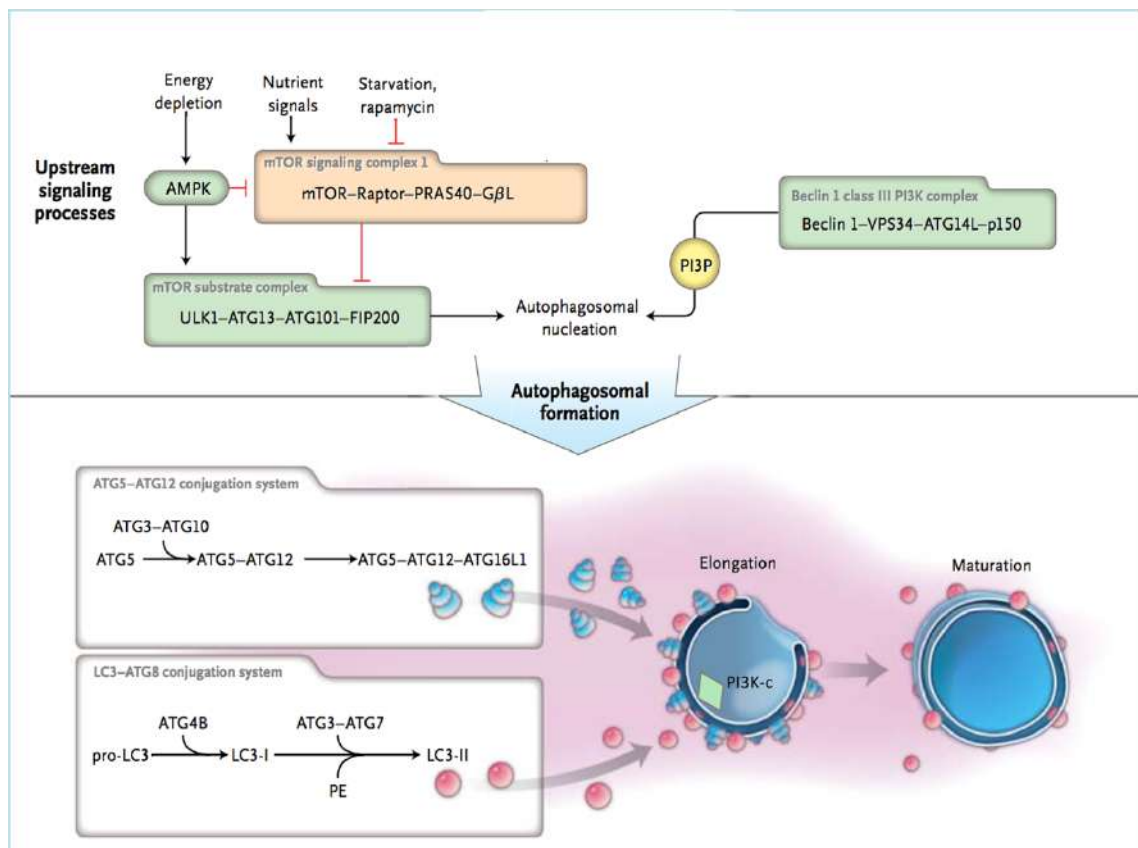 Energy
depletion
Nutrient
signals
Starvation,
rapamycin
Upstream
signaling
processes
AMPK
mTOR signaling complex 1
mTOR–Raptor–PRAS40–GβL
Beclin 1 class III PI3K complex
Beclin 1–VPS34–ATG14L–p150
PI3P
mTOR substrate complex
ULK1–ATG13–ATG101–FIP200
Autophagosomal
nucleation
Autophagosomal
formation
ATG5–ATG12 conjugation system
ATG3–ATG10
ATG5
ATG5–ATG12
ATG5–ATG12–ATG16L1
Elongation
Maturation
PI3K-c
LC3–ATG8 conjugation system
ATG4B
ATG3–ATG7
pro-LC3
LC3-I
LC3-II
PE